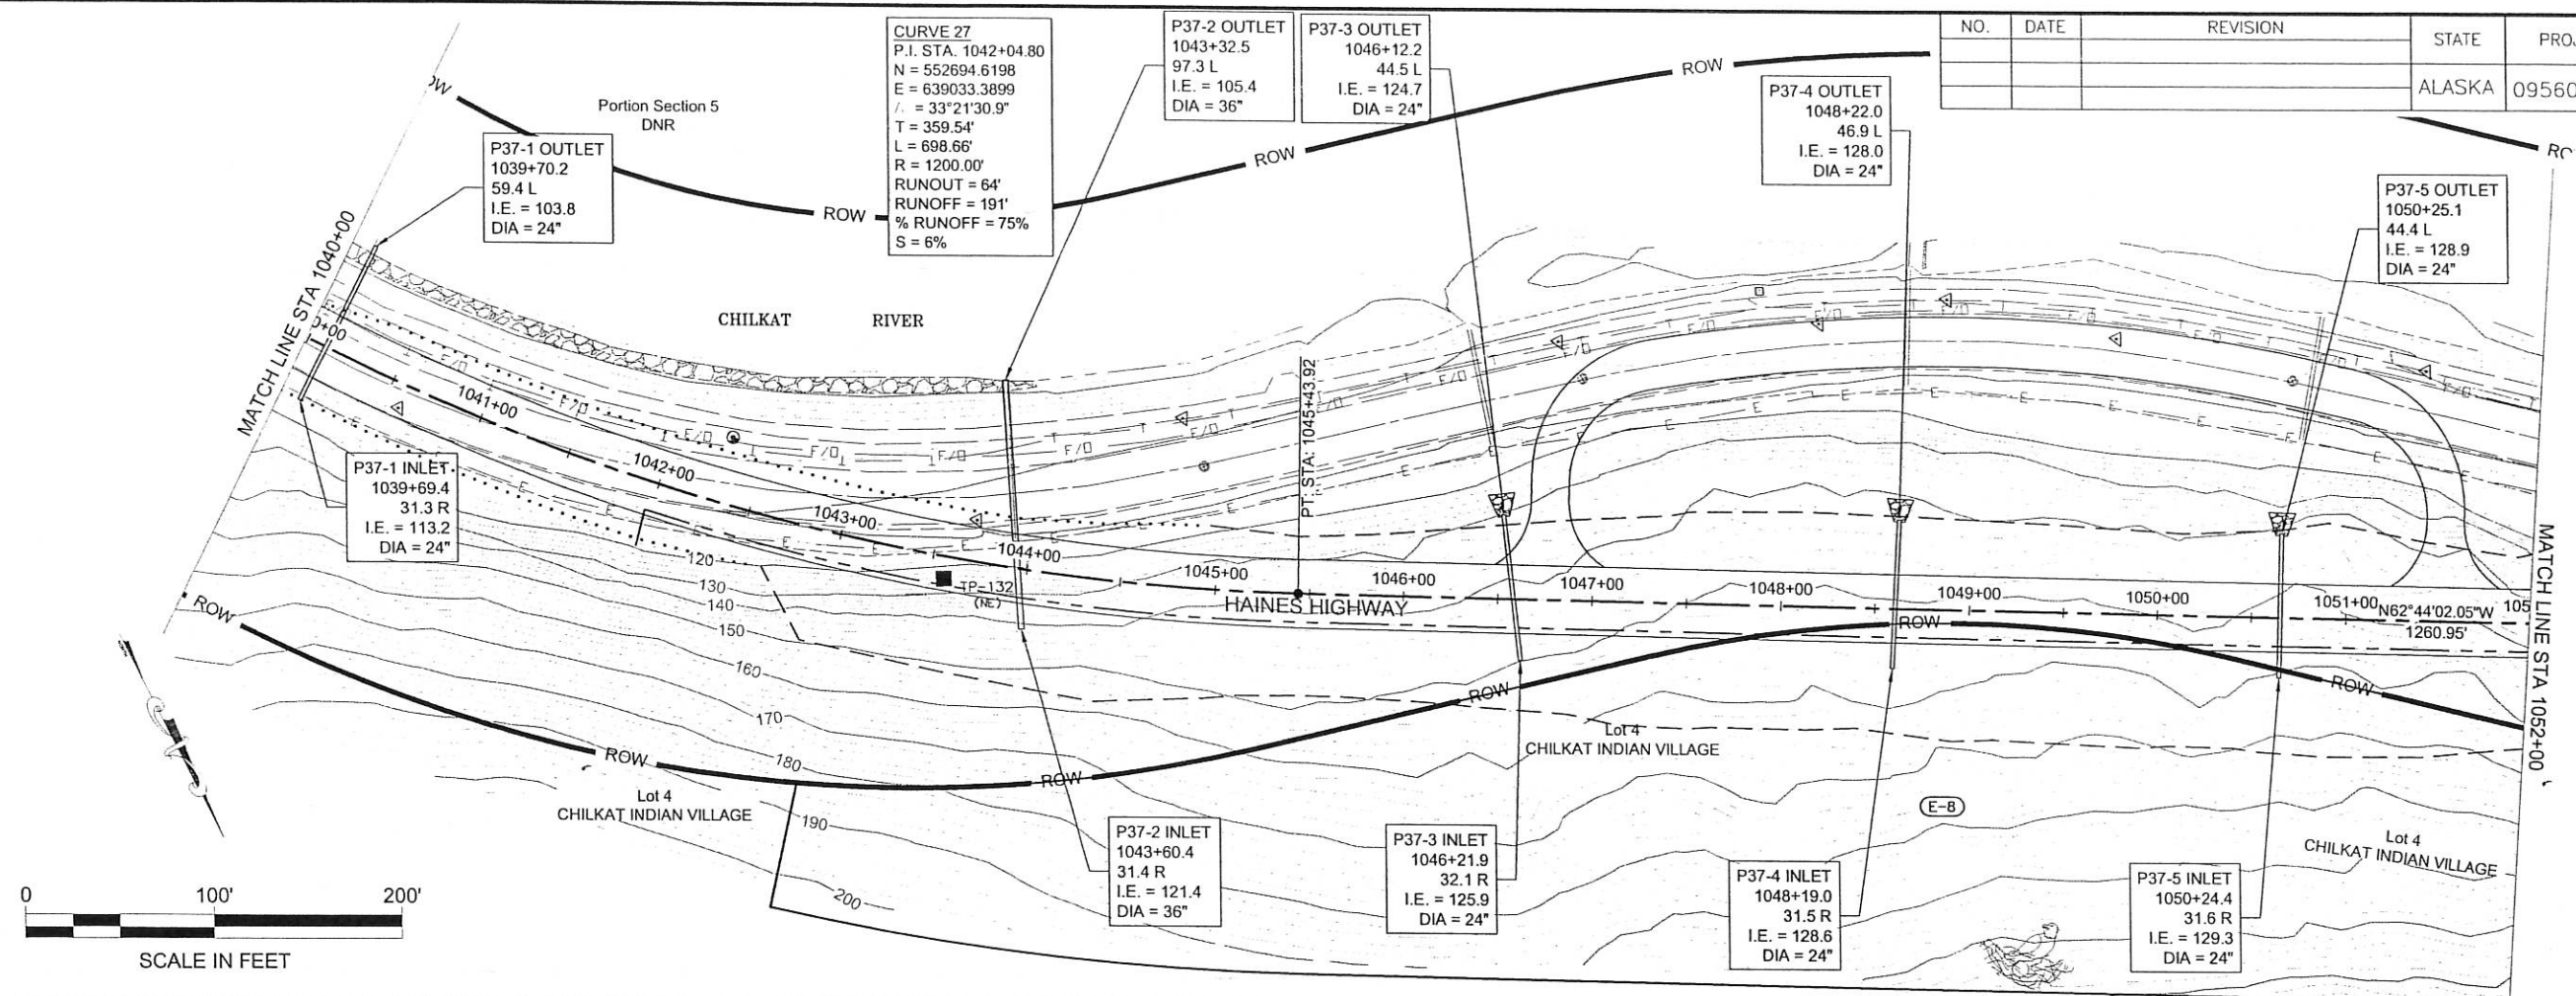 NO. DATE REVISION STATE
ALASKA
CURVE 27
P.I. STA. 1042+04.80
N = 552694.6198
E = 639033.3899
= 33°21'30.9"
T = 359.54'
L = 698.66'
R = 1200.00'
RUNOUT = 64'
RUNOFF = 191'
% RUNOFF = 75%
S = 6%
P37-2 OUTLET
1043+32.5
97.3 L
I.E. = 105.4
DIA = 36"
P37-3 OUTLET
1046+12.2
44.5 L
I.E. = 124.7
DIA = 24"
P37-4 OUTLET
1048+22.0
46.9 L
I.E. = 128.0
DIA = 24"
P37-5 OUTLET
1050+25.1
44.4 L
I.E. = 128.9
DIA = 24"
Portion Section 5
DNR
P37-1 OUTLET
1039+70.2
59.4 L
I.E. = 103.8
DIA = 24"
ROW
ROW
ROW
MATCH LINE STA 1040+00
CHILKAT RIVER
PT: STA: 1045+43.92
P37-1 INLET
1039+69.4
31.3 R
I.E. = 113.2
DIA = 24"
1041+00
1042+00
1043+00
1044+00
1045+00
1046+00
1047+00
1048+00
1049+00
1050+00
1051+00
N62°44'02.05"W
1260.95'
HAINES HIGHWAY
TP-132
(NE)
120
130
140
150
160
170
180
190
200
ROW
ROW
ROW
ROW
ROW
ROW
MATCH LINE STA 1052+00
Lot 4
CHILKAT INDIAN VILLAGE
Lot 4
CHILKAT INDIAN VILLAGE
Lot 4
CHILKAT INDIAN VILLAGE
E-8
P37-2 INLET
1043+60.4
31.4 R
I.E. = 121.4
DIA = 36"
P37-3 INLET
1046+21.9
32.1 R
I.E. = 125.9
DIA = 24"
P37-4 INLET
1048+19.0
31.5 R
I.E. = 128.6
DIA = 24"
P37-5 INLET
1050+24.4
31.6 R
I.E. = 129.3
DIA = 24"
0 100' 200'
SCALE IN FEET